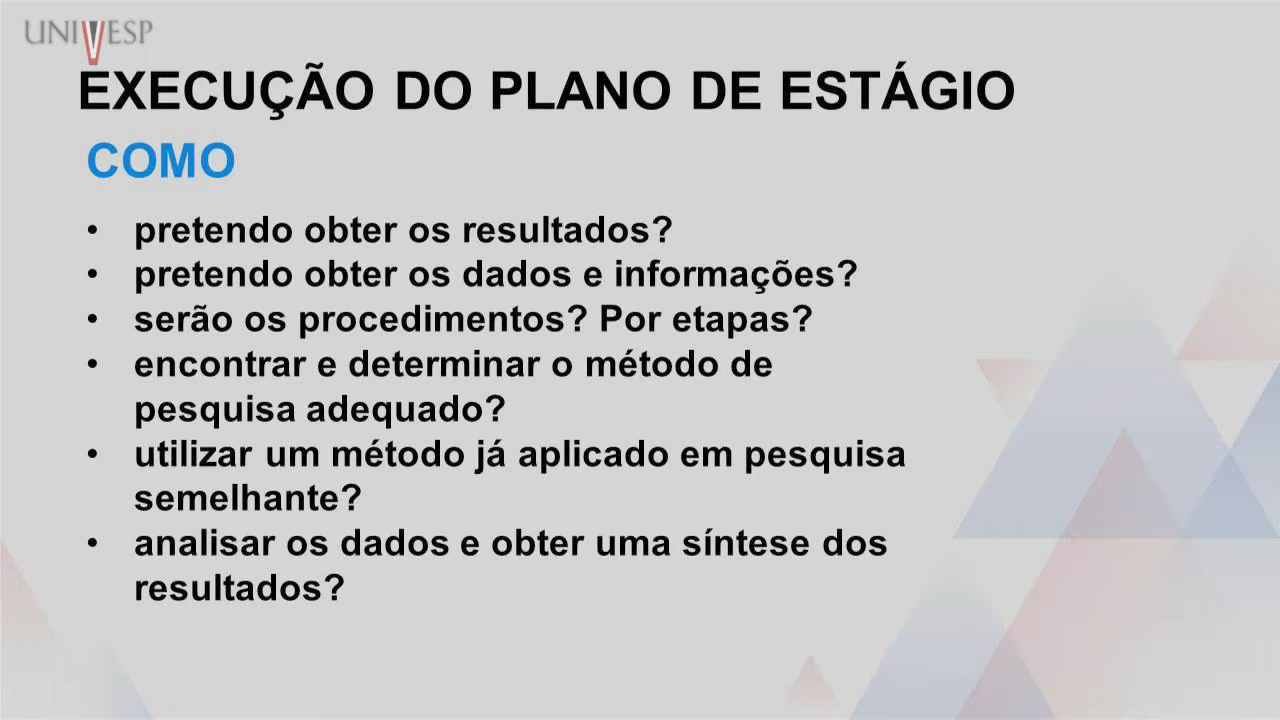 UNIVESP
EXECUÇÃO DO PLANO DE ESTÁGIO
COMO
• pretendo obter os resultados?
• pretendo obter os dados e informações?
• serão os procedimentos? Por etapas?
• encontrar e determinar o método de
pesquisa adequado?
• utilizar um método já aplicado em pesquisa
semelhante?
• analisar os dados e obter uma síntese dos
resultados?